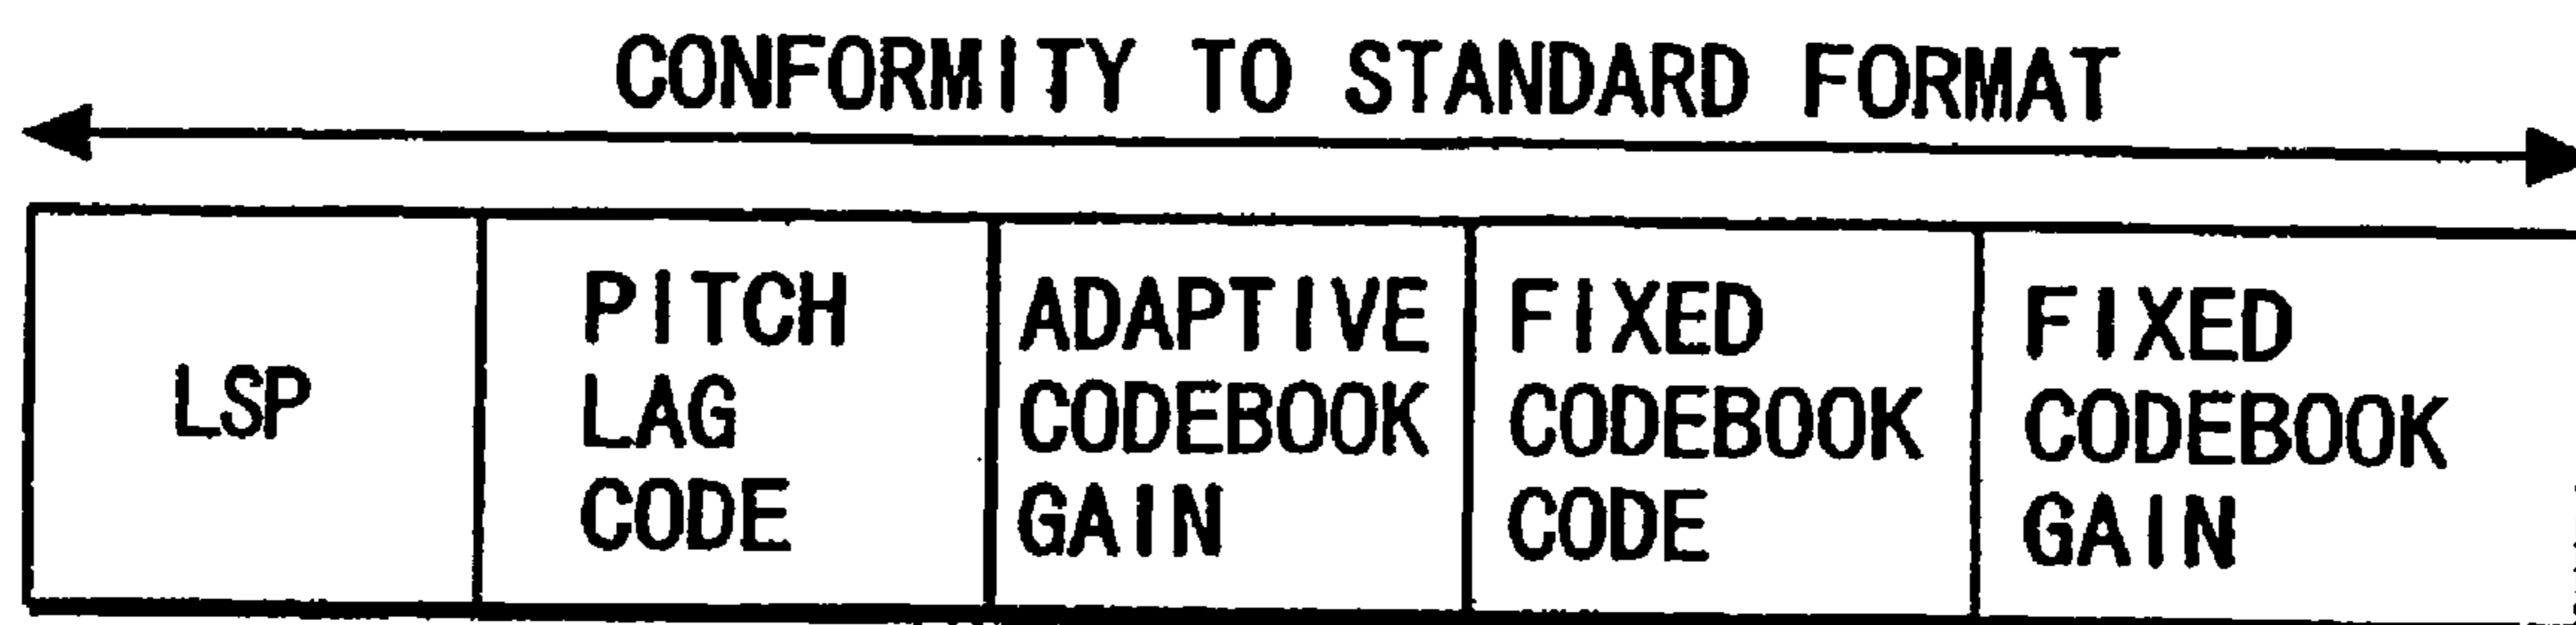 CONFORMITY TO STANDARD FORMAT
LSP
PITCH
LAG
CODE
ADAPTIVE
CODEBOOK
GAIN
FIXED
CODEBOOK
CODE
FIXED
CODEBOOK
GAIN